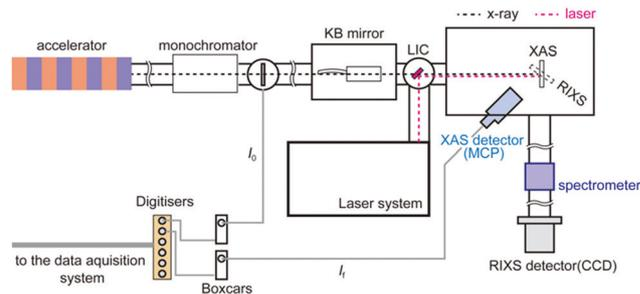 x-ray
laser
accelerator
monochromator
KB mirror
LIC
XAS
RIXS
XAS detector
(MCP)
I0
Laser system
spectrometer
Digitisers
to the data aquisition
system
Boxcars
If
RIXS detector(CCD)